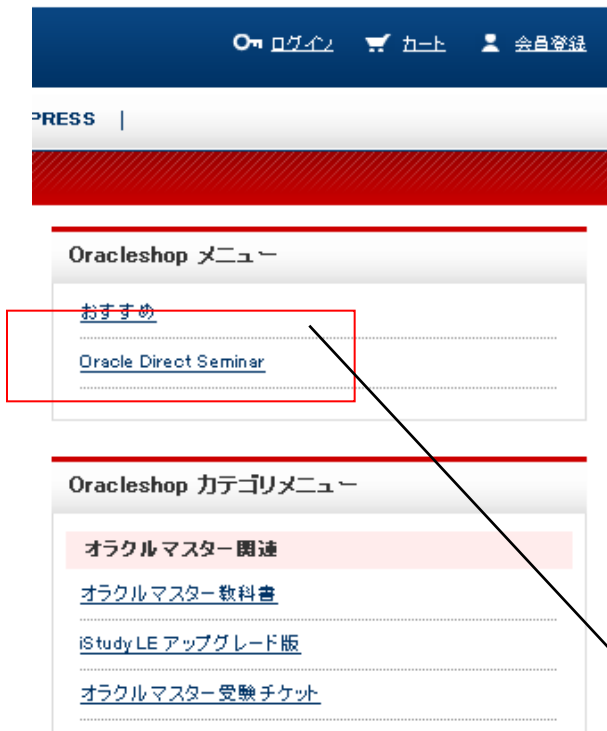 ログイン カート 会員登録
PRESS |
Oracleshop メニュー
おすすめ
Oracle Direct Seminar
Oracleshop カテゴリメニュー
オラクルマスター関連
オラクルマスター教科書
iStudy LE アップグレード版
オラクルマスター受験チケット